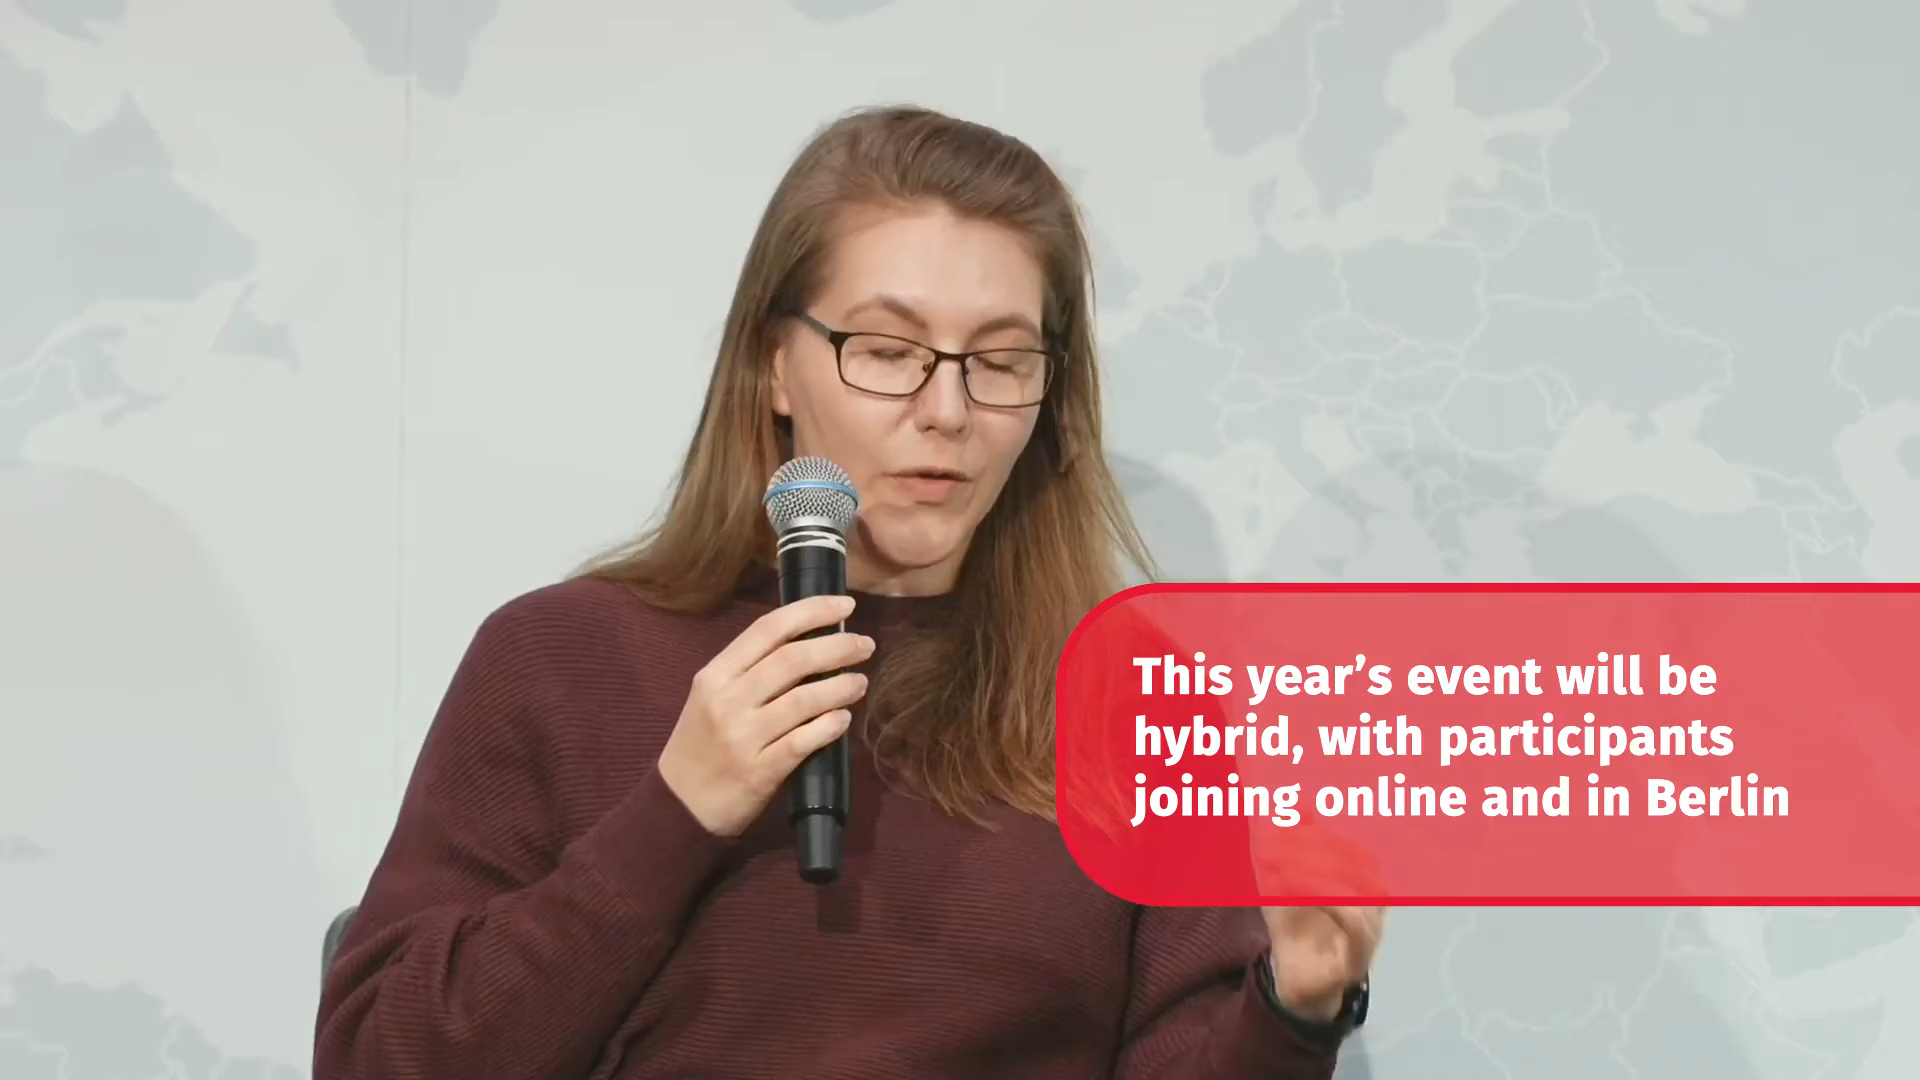 This year’s event will be
hybrid, with participants
joining online and in Berlin